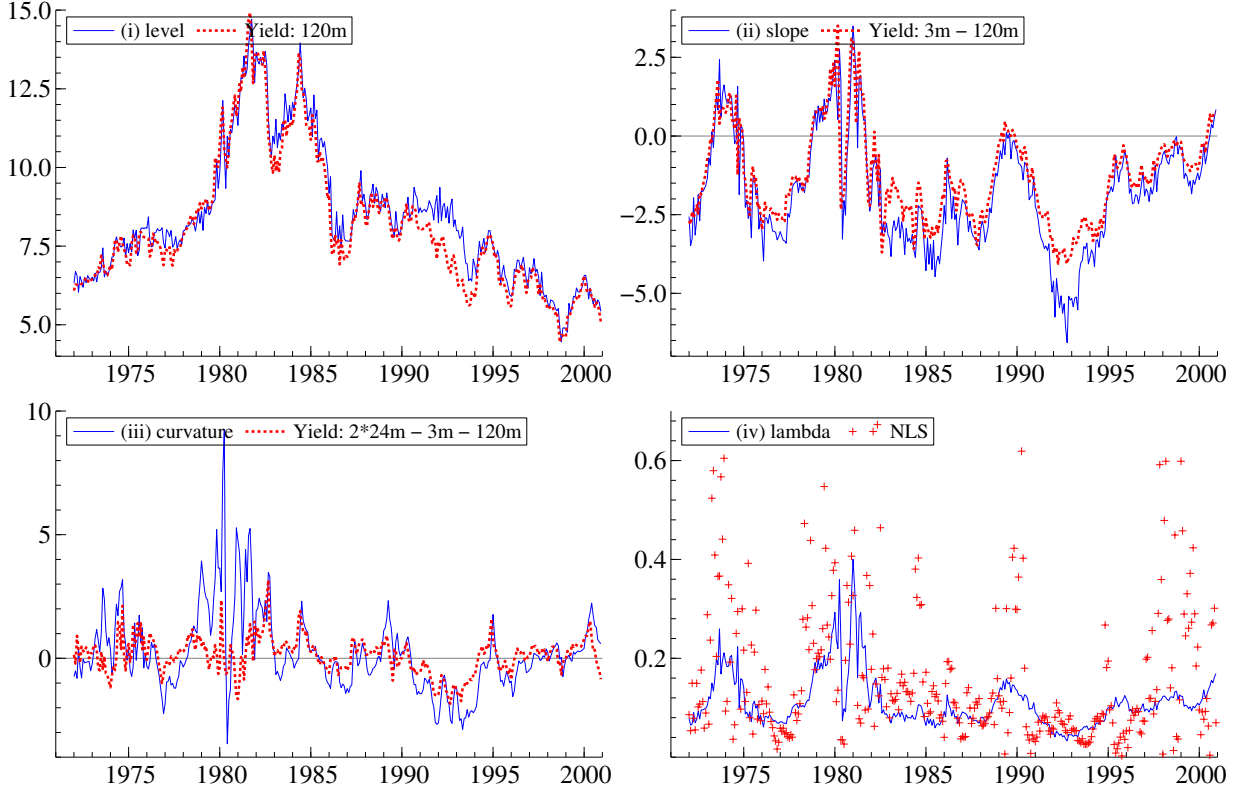 (i) level Yield: 120m
15.0
12.5
10.0
7.5
5.0
1975 1980 1985 1990 1995 2000
(ii) slope Yield: 3m − 120m
2.5
0.0
−2.5
−5.0
1975 1980 1985 1990 1995 2000
(iii) curvature Yield: 2*24m − 3m − 120m
10
5
0
1975 1980 1985 1990 1995 2000
(iv) lambda NLS
0.6
0.4
0.2
1975 1980 1985 1990 1995 2000